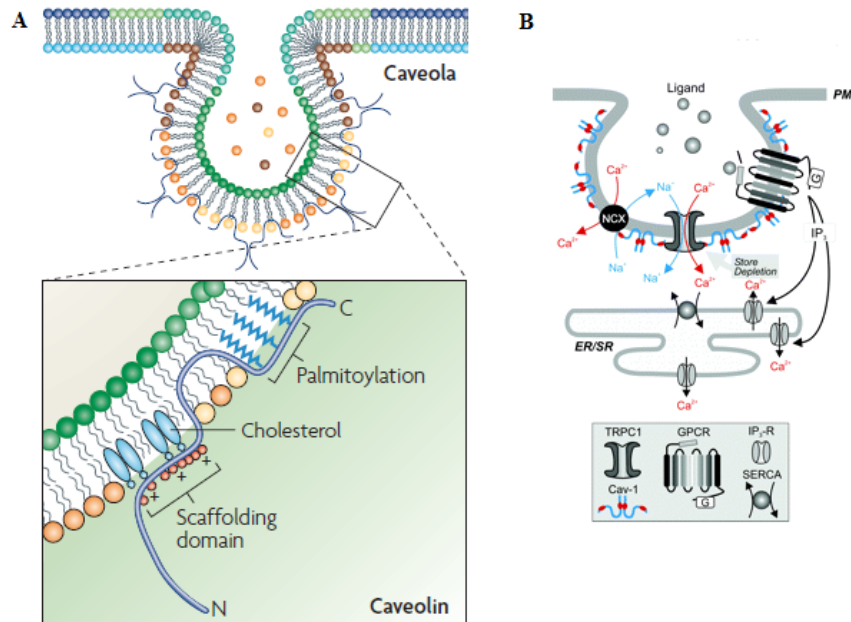 A
Caveola
C
Palmitoylation
Cholesterol
+ + + + +
Scaffolding
domain
N
Caveolin
B
Ligand
PM
G
Ca²⁺
Na⁺
Ca²⁺
NCX
IP₃
Ca²⁺
Na⁺
Na⁺
Ca²⁺
Store
Depletion
Ca²⁺
ER/SR
Ca²⁺
Ca²⁺
TRPC1
GPCR
IP₃-R
SERCA
Cav-1
G